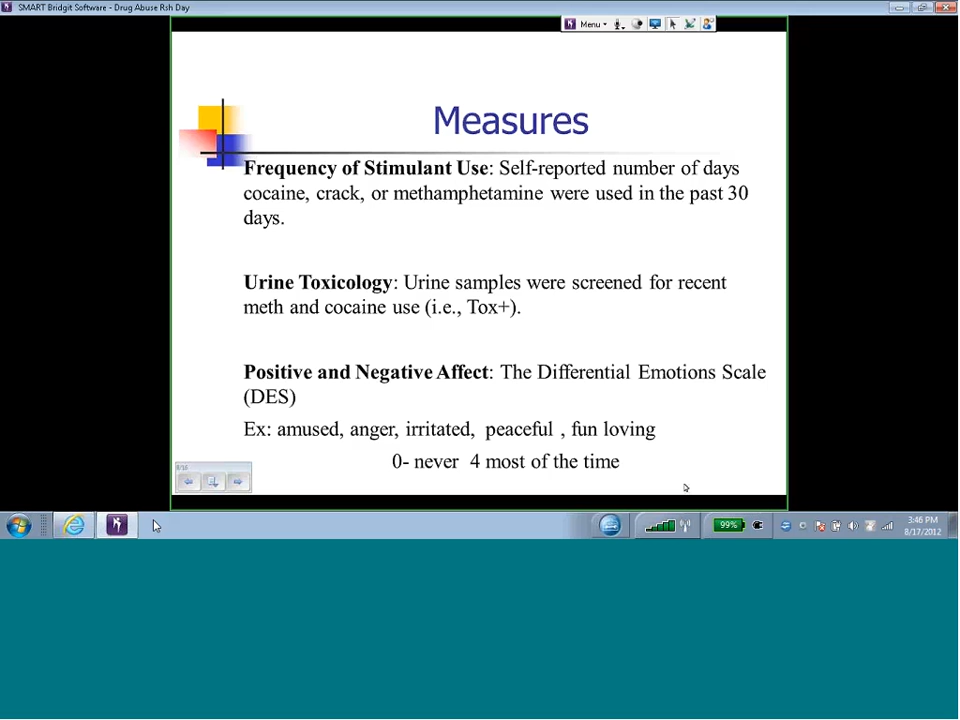 SMART Bridgit Software - Drug Abuse Rsh Day
Menu
Measures
Frequency of Stimulant Use: Self-reported number of days
cocaine, crack, or methamphetamine were used in the past 30
days.
Urine Toxicology: Urine samples were screened for recent
meth and cocaine use (i.e., Tox+).
Positive and Negative Affect: The Differential Emotions Scale
(DES)
Ex: amused, anger, irritated,  peaceful , fun loving
0- never  4 most of the time
99%
3:46 PM
8/17/2012